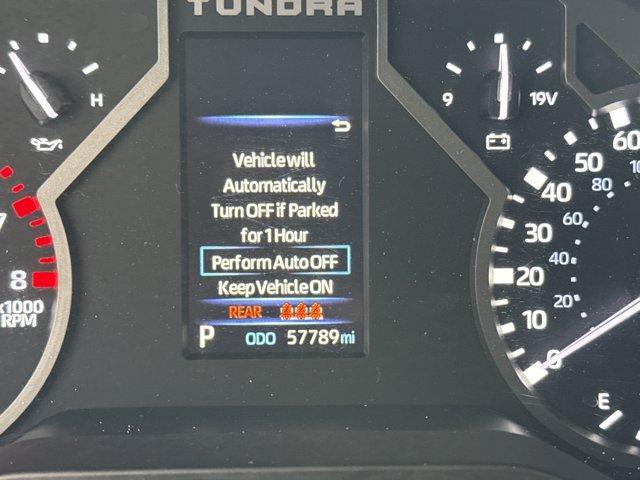 TUNDRA
H
9
19V
Vehicle will
Automatically
Turn OFF if Parked
for 1 Hour
Perform Auto OFF
Keep Vehicle ON
REAR
P ODO 57789 mi
7
8
x1000
RPM
60
50
40
30
20
10
0
80
60
40
20
E